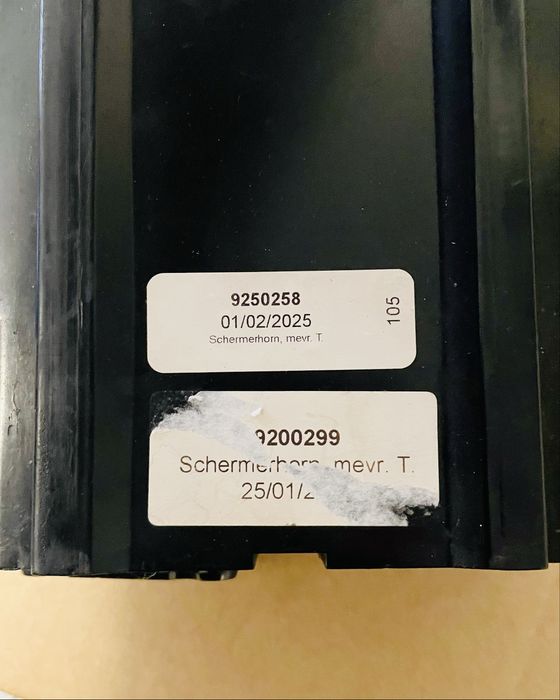 9250258
01/02/2025
Schermerhorn, mevr. T.
105
9200299
Schermerhorn, mevr. T.
25/01/2